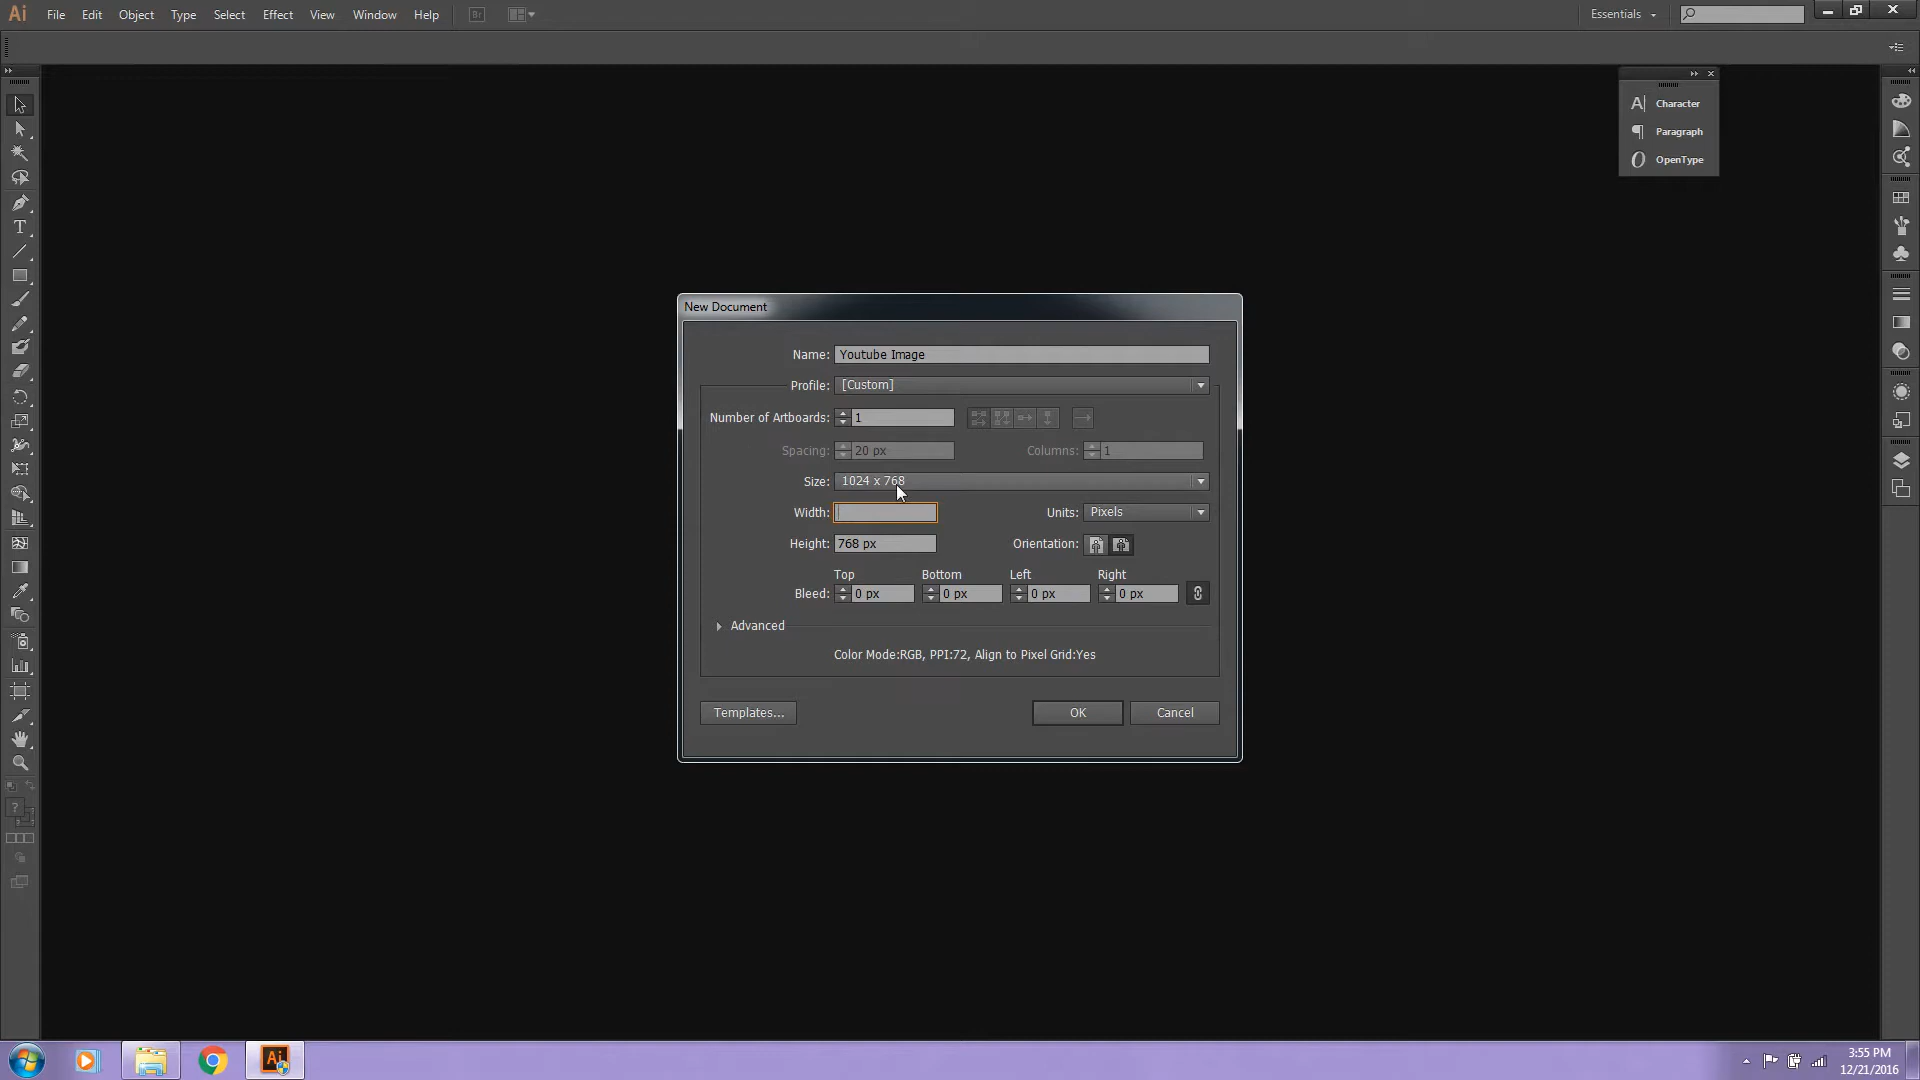 Ai File Edit Object Type Select Effect View Window Help Br Essentials
Character
Paragraph
OpenType
New Document
Name: Youtube Image
Profile: [Custom]
Number of Artboards: 1
Spacing: 20 px Columns: 1
Size: 1024 x 768
Width: Units: Pixels
Height: 768 px Orientation:
Top Bottom Left Right
Bleed: 0 px 0 px 0 px 0 px
Advanced
Color Mode:RGB, PPI:72, Align to Pixel Grid:Yes
Templates... OK Cancel
Ai
3:55 PM
12/21/2016